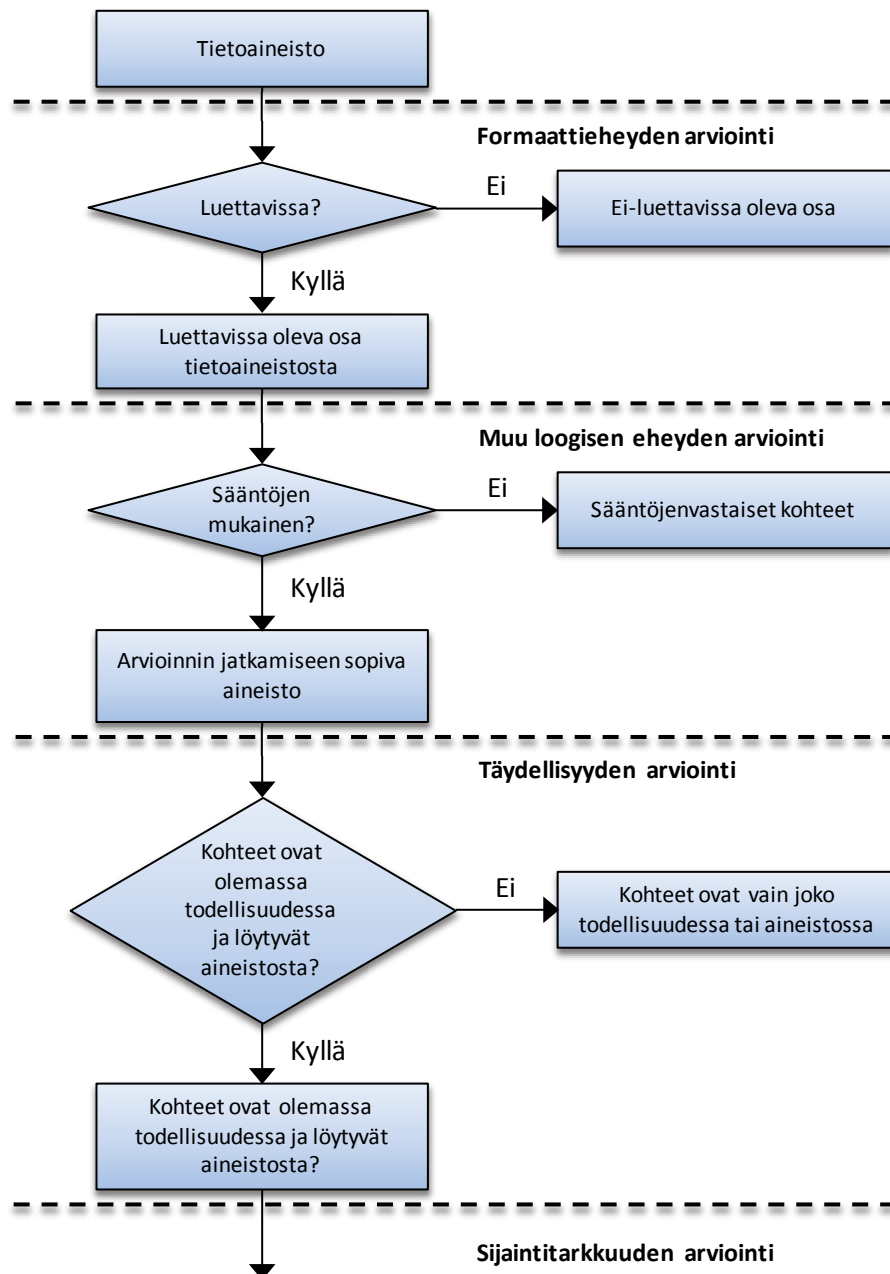 Tietoaineisto
Formaattieheyden arviointi
Luettavissa?
Ei
Ei-luettavissa oleva osa
Kyllä
Luettavissa oleva osa
tietoaineistosta
Muu loogisen eheyden arviointi
Sääntöjen
mukainen?
Ei
Sääntöjenvastaiset kohteet
Kyllä
Arvioinnin jatkamiseen sopiva
aineisto
Täydellisyyden arviointi
Kohteet ovat
olemassa
todellisuudessa
ja löytyvät
aineistosta?
Ei
Kohteet ovat vain joko
todellisuudessa tai aineistossa
Kyllä
Kohteet ovat olemassa
todellisuudessa ja löytyvät
aineistosta?
Sijaintitarkkuuden arviointi